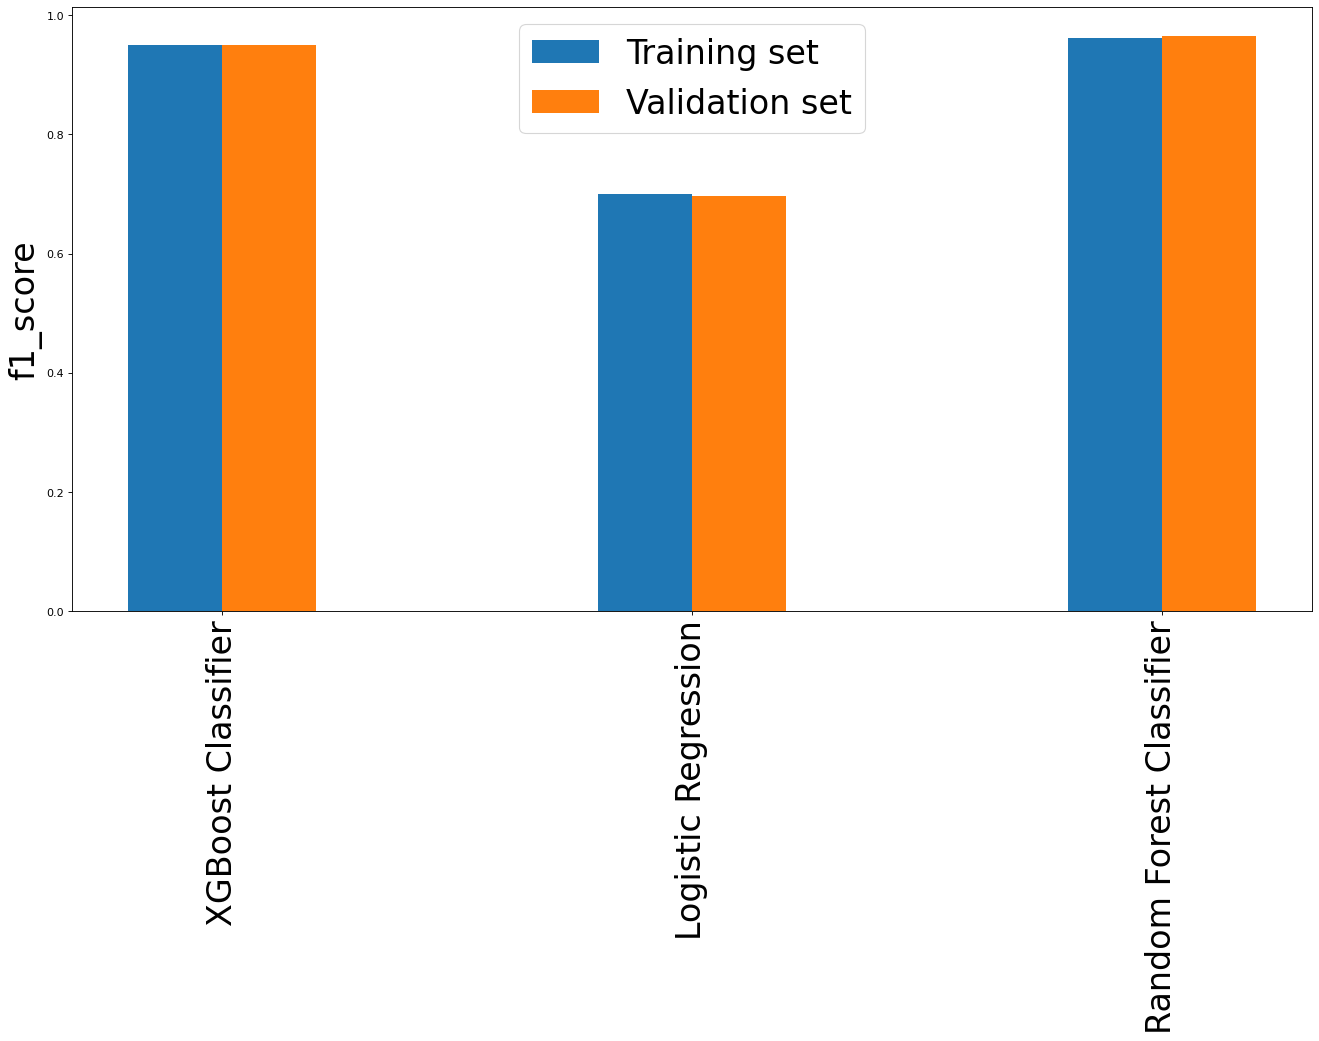 1.0
0.8
0.6
0.4
0.2
0.0
f1_score
Training set
Validation set
XGBoost Classifier
Logistic Regression
Random Forest Classifier